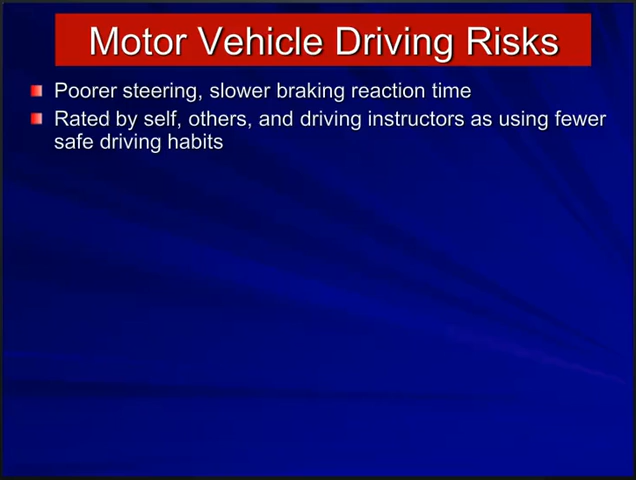 Motor Vehicle Driving Risks
Poorer steering, slower braking reaction time
Rated by self, others, and driving instructors as using fewer
safe driving habits